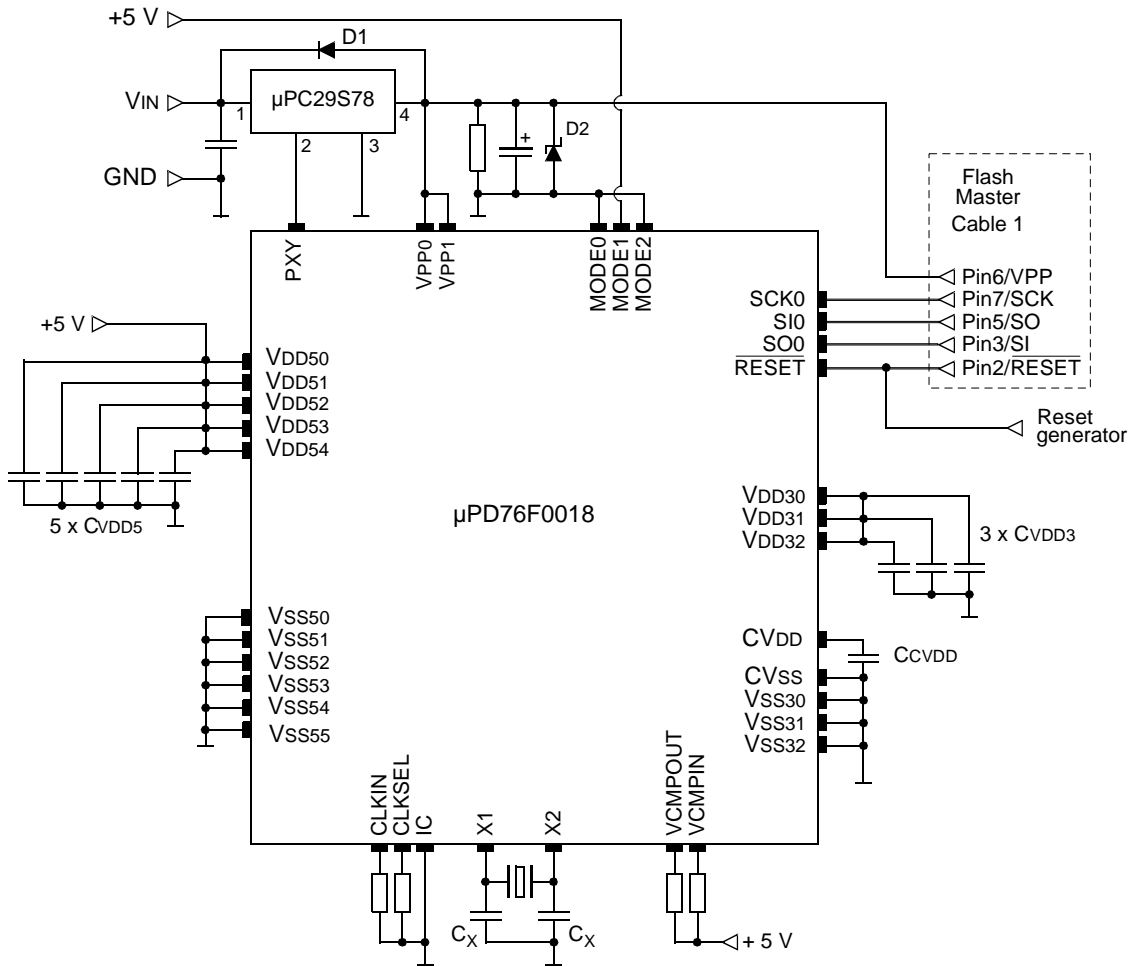 +5 V
D1
VIN
1
µPC29S78
4
2
3
D2
+
GND
Flash
Master
Cable 1
PXY
VPP0
VPP1
MODE0
MODE1
MODE2
Pin6/VPP
SCK0
Pin7/SCK
SI0
Pin5/SO
SO0
Pin3/SI
RESET
Pin2/RESET
+5 V
VDD50
VDD51
VDD52
VDD53
VDD54
Reset
generator
5 x CVDD5
µPD76F0018
VDD30
VDD31
VDD32
3 x CVDD3
VSS50
VSS51
VSS52
VSS53
VSS54
VSS55
CVDD
CCVDD
CVSS
VSS30
VSS31
VSS32
CLKIN
CLKSEL
IC
X1
X2
VCMPOUT
VCMPIN
CX
CX
+ 5 V